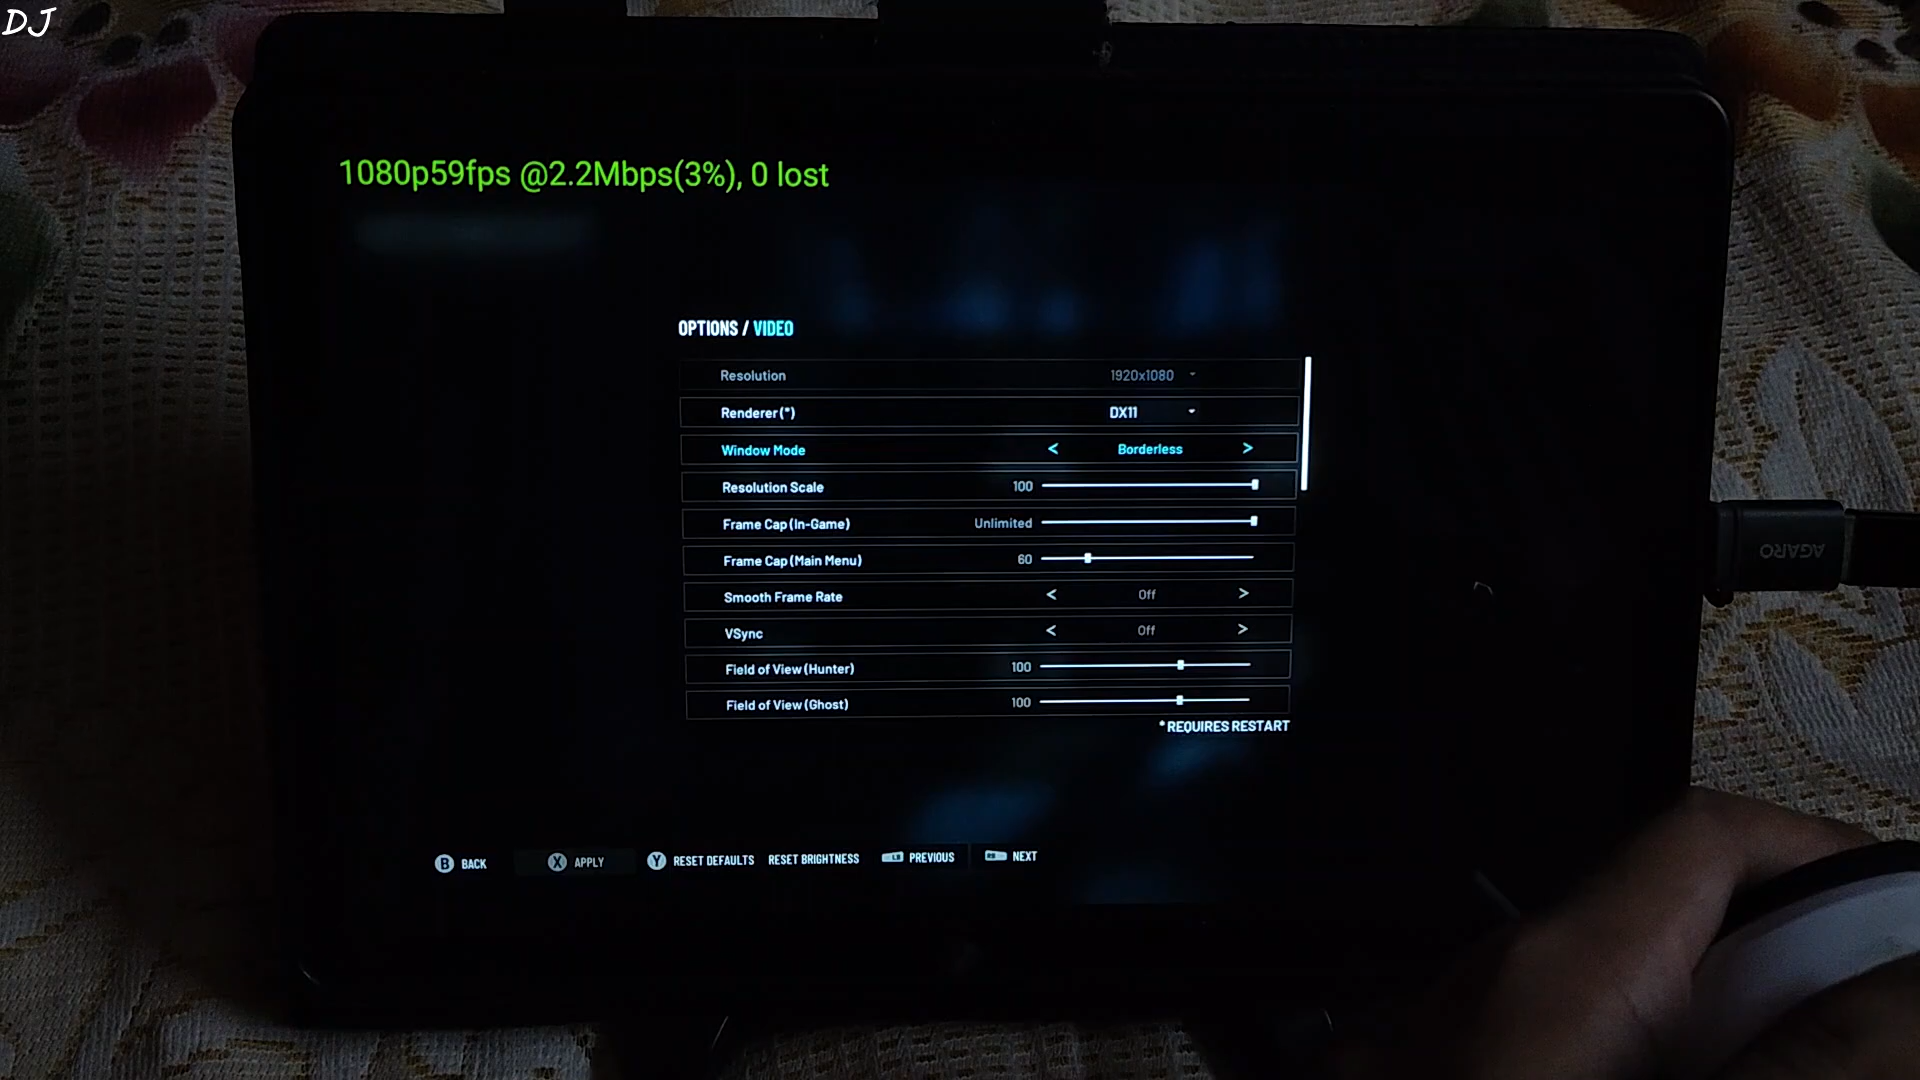 DJ
1080p59fps @2.2Mbps(3%), 0 lost
OPTIONS / VIDEO
Resolution 1920x1080
Renderer(*) DX11
Window Mode < Borderless >
Resolution Scale 100
Frame Cap(In-Game) Unlimited
Frame Cap(Main Menu) 60
Smooth Frame Rate < Off >
VSync < Off >
Field of View(Hunter) 100
Field of View(Ghost) 100
* REQUIRES RESTART
B BACK X APPLY Y RESET DEFAULTS RESET BRIGHTNESS LB PREVIOUS RB NEXT
AGARO